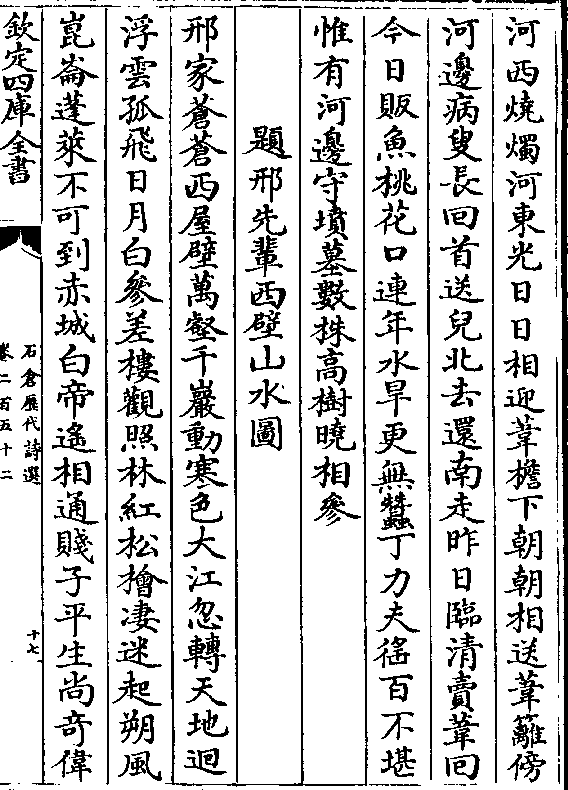 河西燒燭河東光日日相迎葦檐下朝朝相送葦籬傍
河邊病叟長回首送兒北去還南走昨日臨清賣葦回
今日販魚桃花口連年水旱更無蠶丁力夫徭百不堪
惟有河邊守墳墓數株高樹曉相參
題邢先輩西壁山水圖
邢家蒼蒼西屋壁萬壑千巖動寒色大江忽轉天地迴
浮雲孤飛日月白參差樓觀照林紅松檜淒迷起朔風
崑崙蓬萊不可到赤城白帝遙相通賤子平生尚奇偉
欽定四庫全書
石倉歷代詩選
卷二百五十二
十七